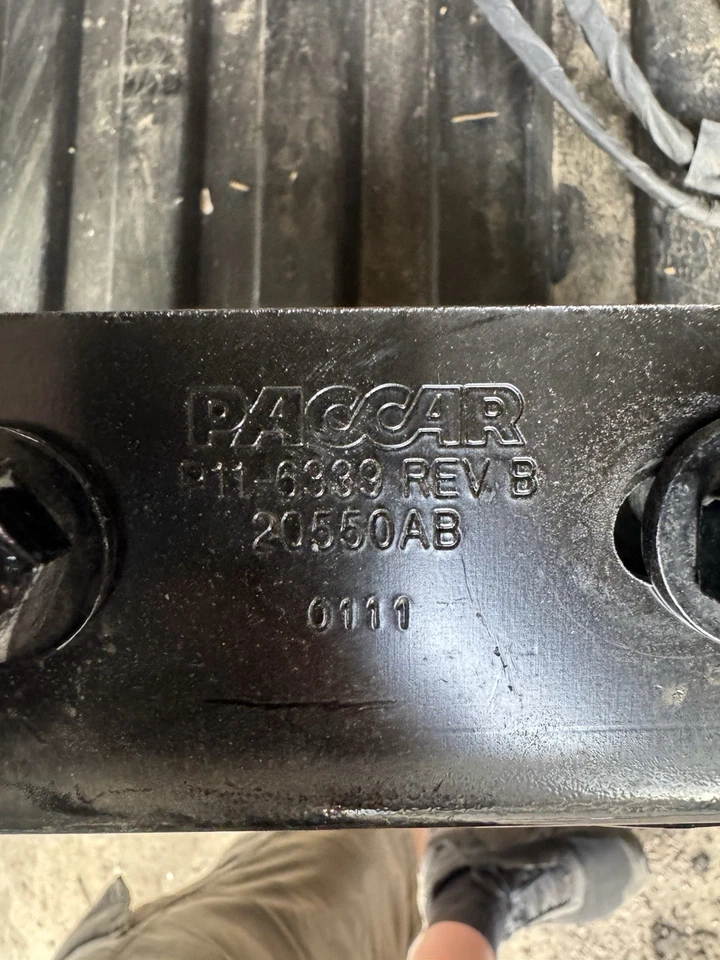 PACCAR
P11-6339 REV. B
20550AB
0111